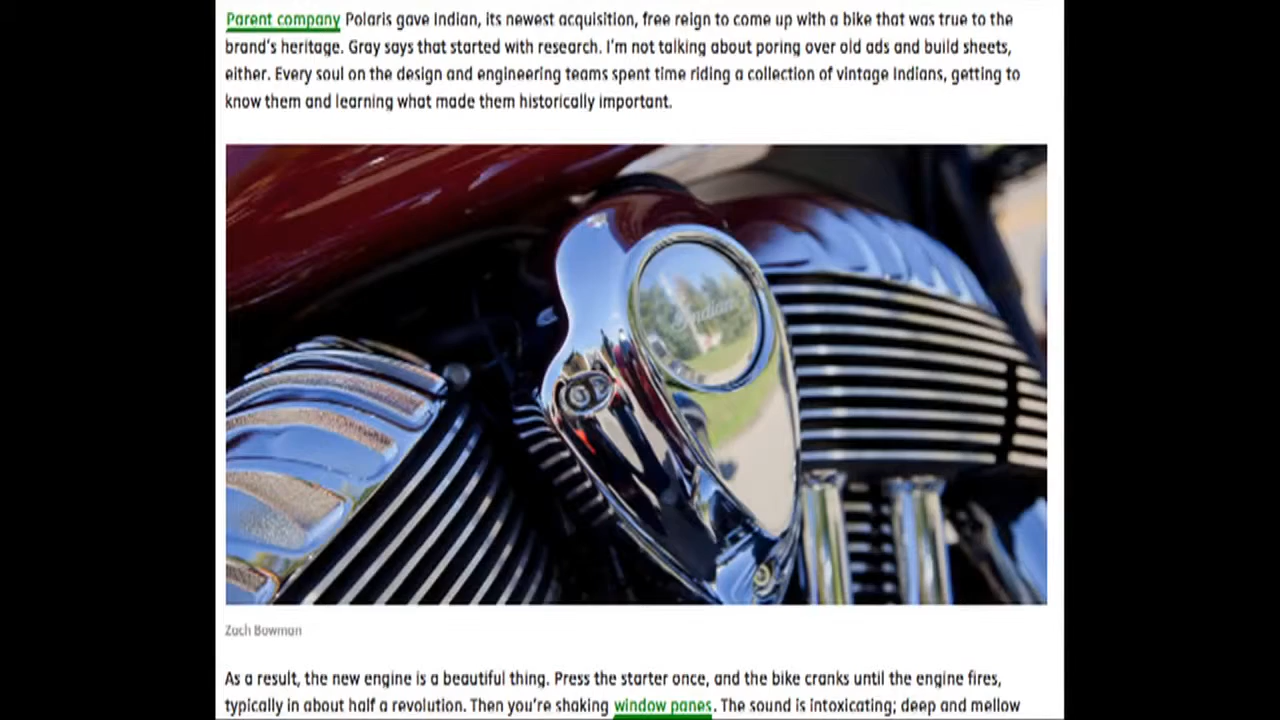 Parent company Polaris gave Indian, its newest acquisition, free reign to come up with a bike that was true to the
brand's heritage. Gray says that started with research. I'm not talking about poring over old ads and build sheets,
either. Every soul on the design and engineering teams spent time riding a collection of vintage Indians, getting to
know them and learning what made them historically important.
Indian
Zach Bowman
As a result, the new engine is a beautiful thing. Press the starter once, and the bike cranks until the engine fires,
typically in about half a revolution. Then you're shaking window panes. The sound is intoxicating; deep and mellow